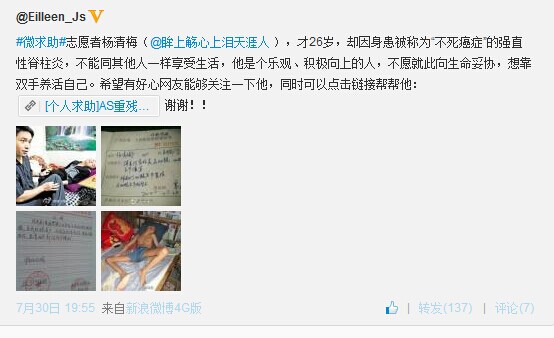 @Eilleen_Js
#微求助#志愿者杨清梅（@眸上觞心上泪天涯人 ），才26岁，却因身患被称为“不死癌症”的强直
性脊柱炎，不能同其他人一样享受生活，他是个乐观、积极向上的人，不愿就此向生命妥协，想靠
双手养活自己。希望有好心网友能够关注一下他，同时可以点击链接帮帮他：
[个人求助]AS重残... 谢谢！！
7月30日 19:55 来自新浪微博4G版 转发(137) | 评论(7)